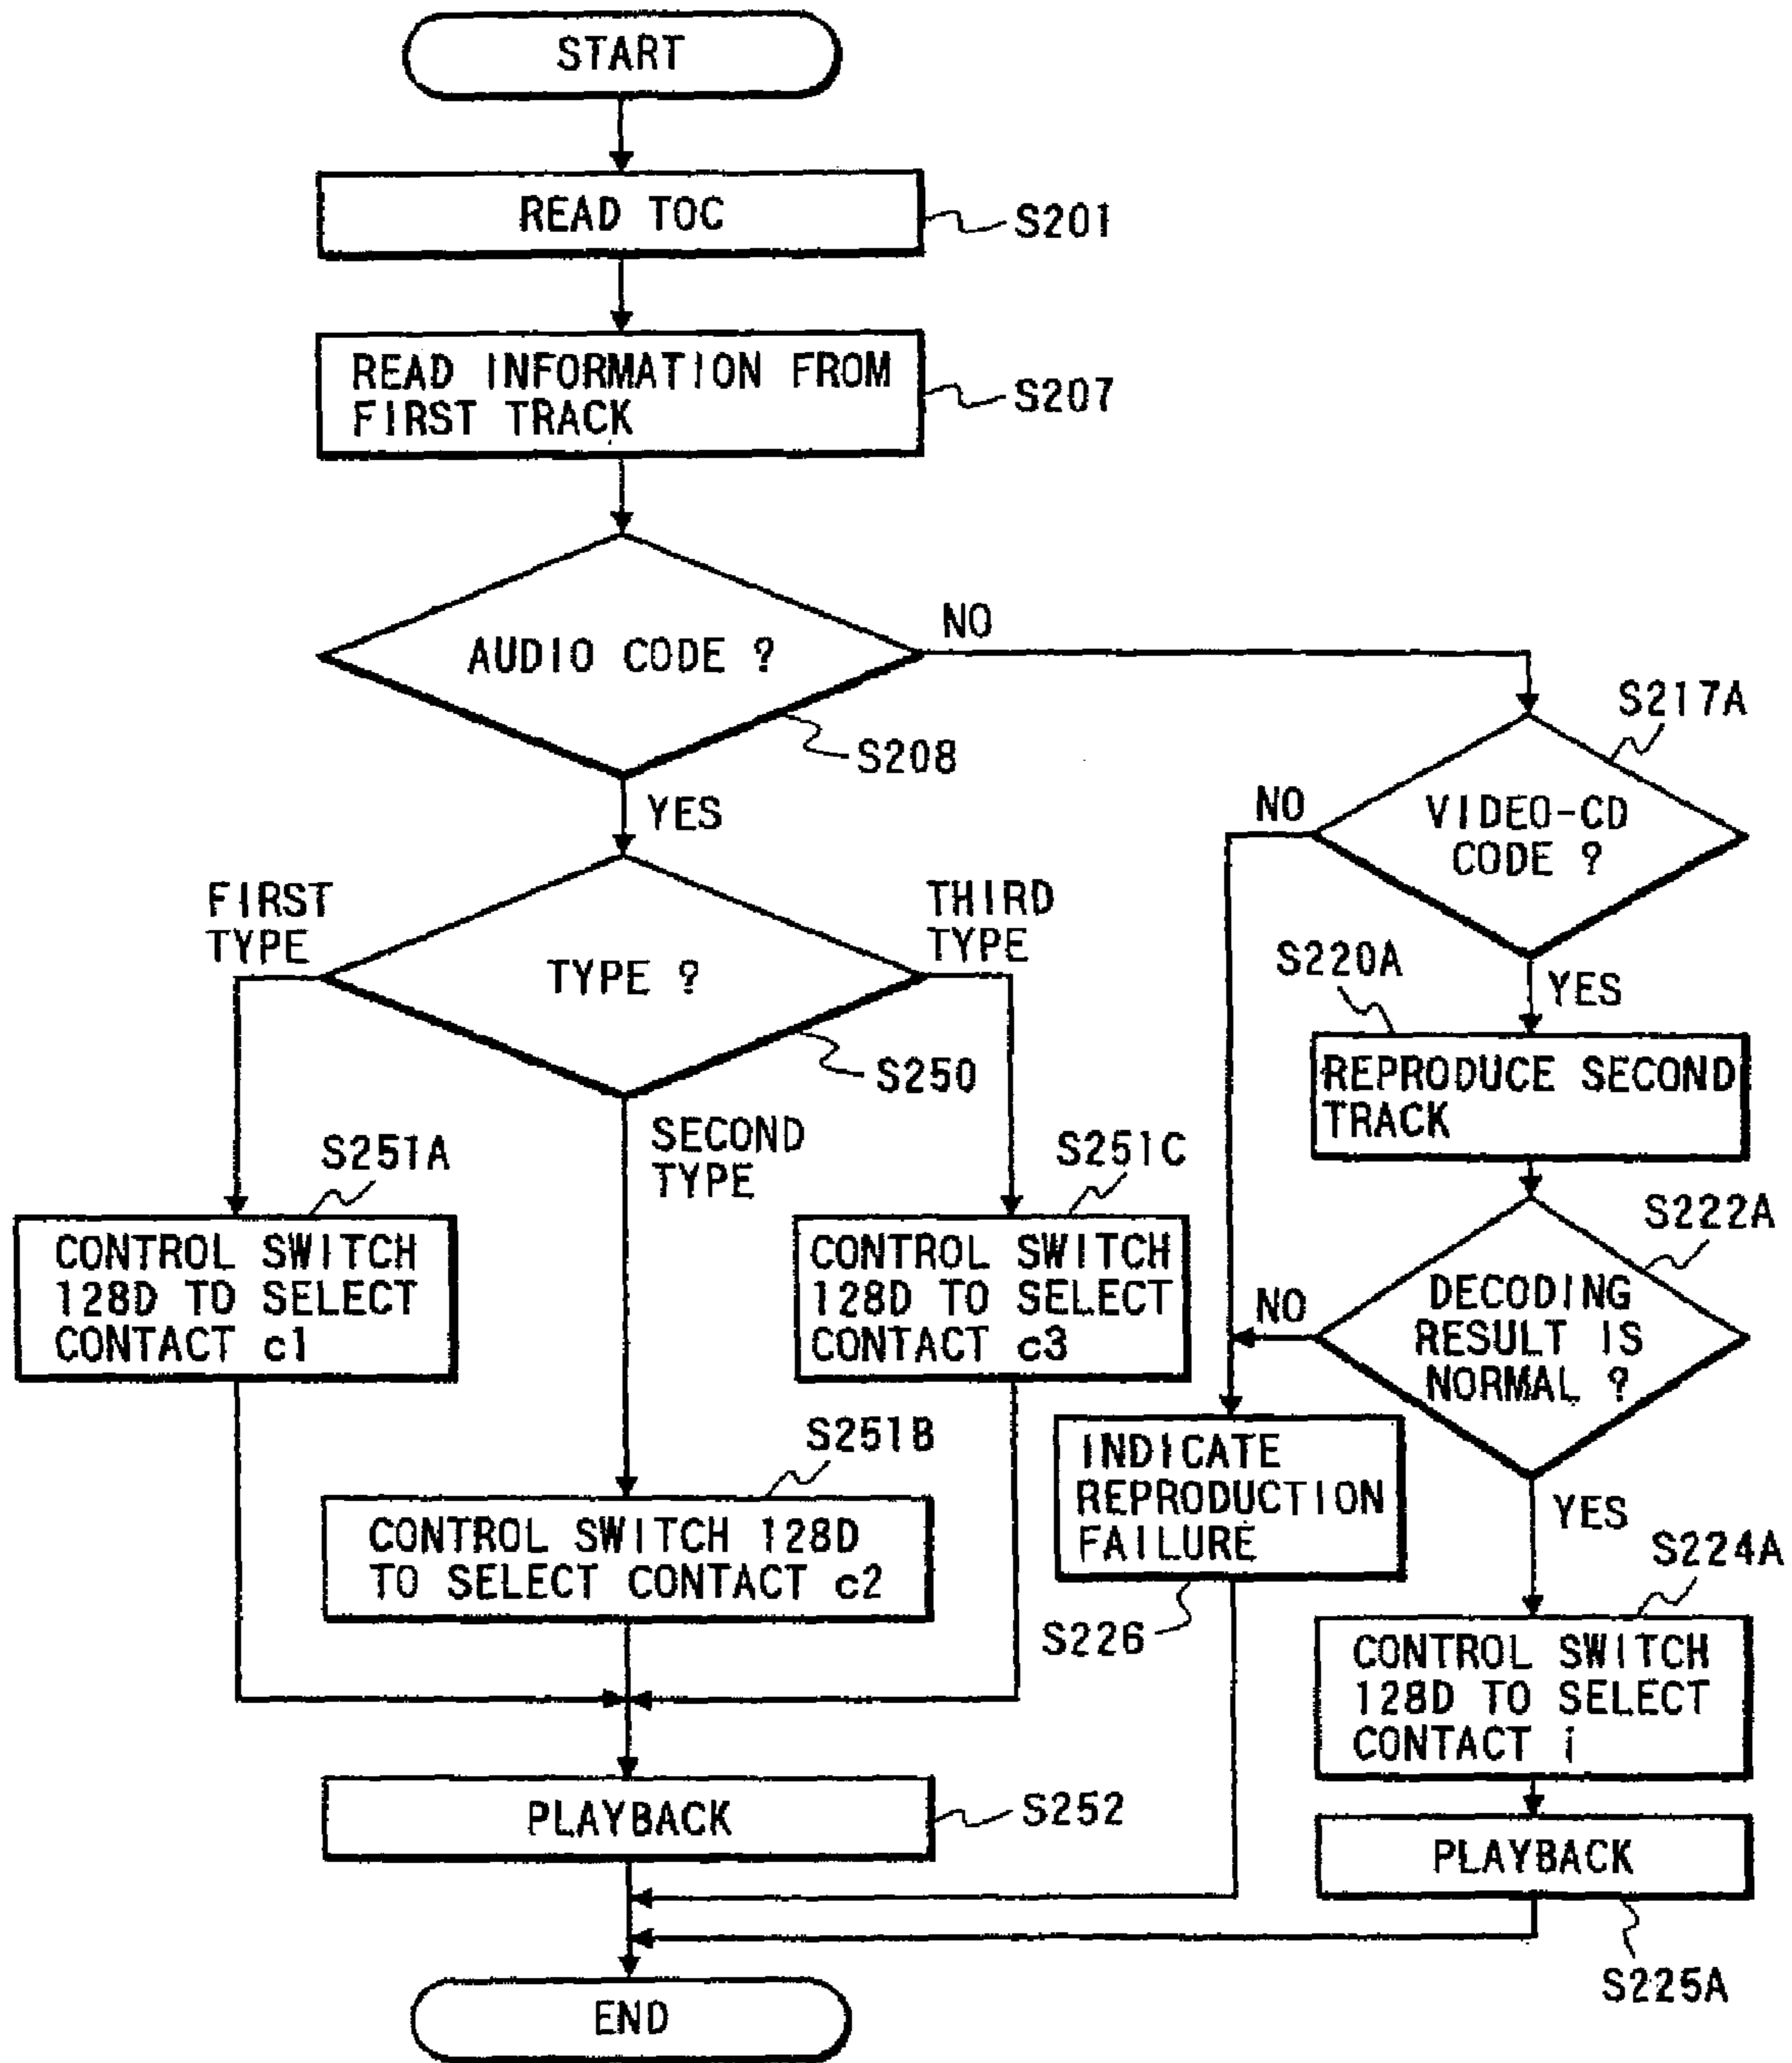 START
READ TOC
S201
READ INFORMATION FROM
FIRST TRACK
S207
AUDIO CODE ?
NO
S208
YES
S217A
VIDEO-CD
CODE ?
NO
YES
FIRST
TYPE
THIRD
TYPE
TYPE ?
S250
SECOND
TYPE
S220A
REPRODUCE SECOND
TRACK
S251A
CONTROL SWITCH
128D TO SELECT
CONTACT c1
S251C
CONTROL SWITCH
128D TO SELECT
CONTACT c3
S222A
DECODING
RESULT IS
NORMAL ?
NO
YES
S251B
CONTROL SWITCH 128D
TO SELECT CONTACT c2
INDICATE
REPRODUCTION
FAILURE
S226
S224A
CONTROL SWITCH
128D TO SELECT
CONTACT i
PLAYBACK
S252
PLAYBACK
S225A
END